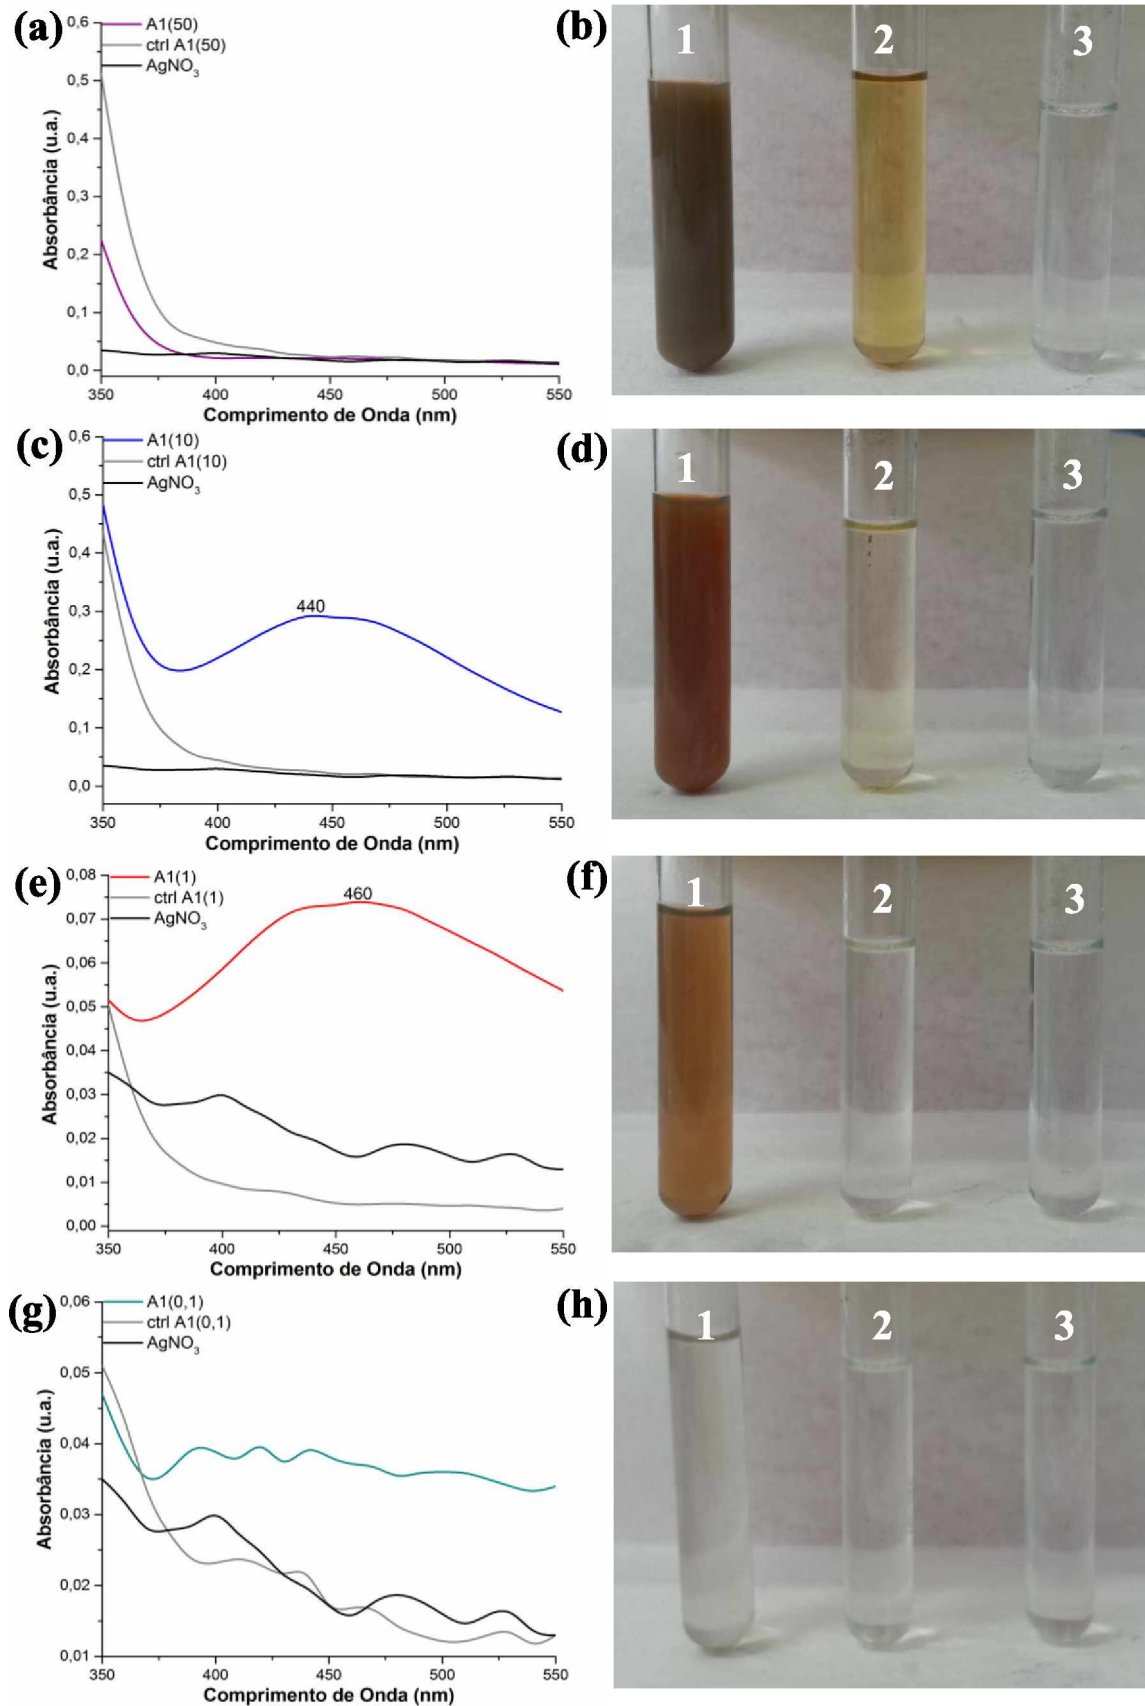 (a)
A1(50)
ctrl A1(50)
AgNO₃
0,6
0,5
0,4
0,3
0,2
0,1
0,0
Absorbância (u.a.)
350 400 450 500 550
Comprimento de Onda (nm)
(b)
1 2 3
(c)
A1(10)
ctrl A1(10)
AgNO₃
440
0,6
0,5
0,4
0,3
0,2
0,1
0,0
Absorbância (u.a.)
350 400 450 500 550
Comprimento de Onda (nm)
(d)
1 2 3
(e)
A1(1)
ctrl A1(1)
AgNO₃
460
0,08
0,07
0,06
0,05
0,04
0,03
0,02
0,01
0,00
Absorbância (u.a.)
350 400 450 500 550
Comprimento de Onda (nm)
(f)
1 2 3
(g)
A1(0,1)
ctrl A1(0,1)
AgNO₃
0,06
0,05
0,04
0,03
0,02
0,01
Absorbância (u.a.)
350 400 450 500 550
Comprimento de Onda (nm)
(h)
1 2 3